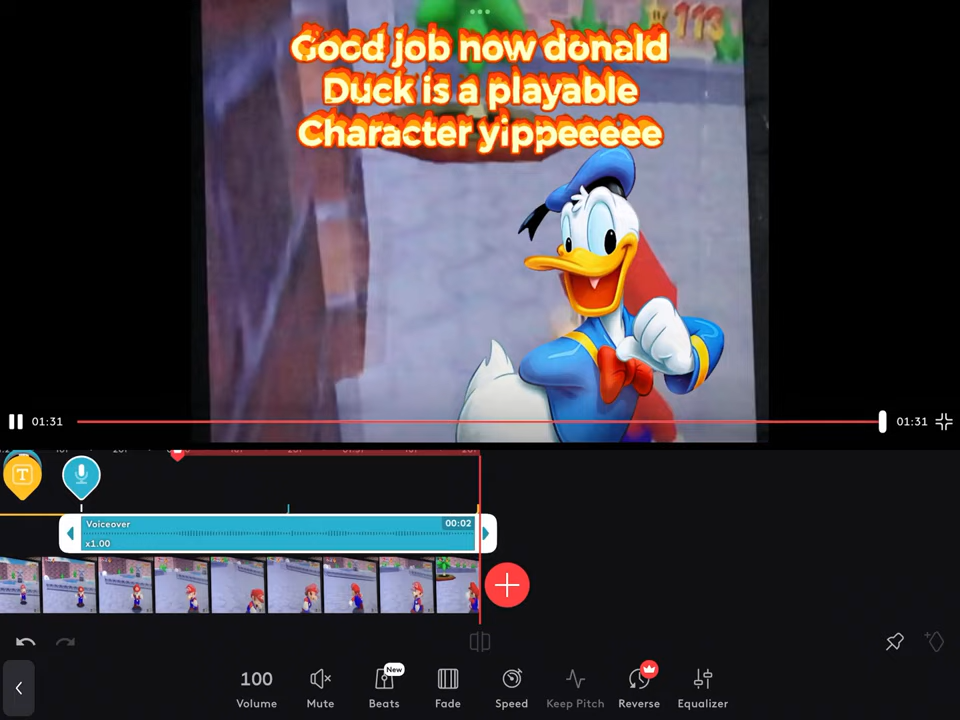 113
Good job now donald
Duck is a playable
Character yippeeeee
01:31
01:31
T
Voiceover
00:02
x1.00
100
New
Volume
Mute
Beats
Fade
Speed
Keep Pitch
Reverse
Equalizer